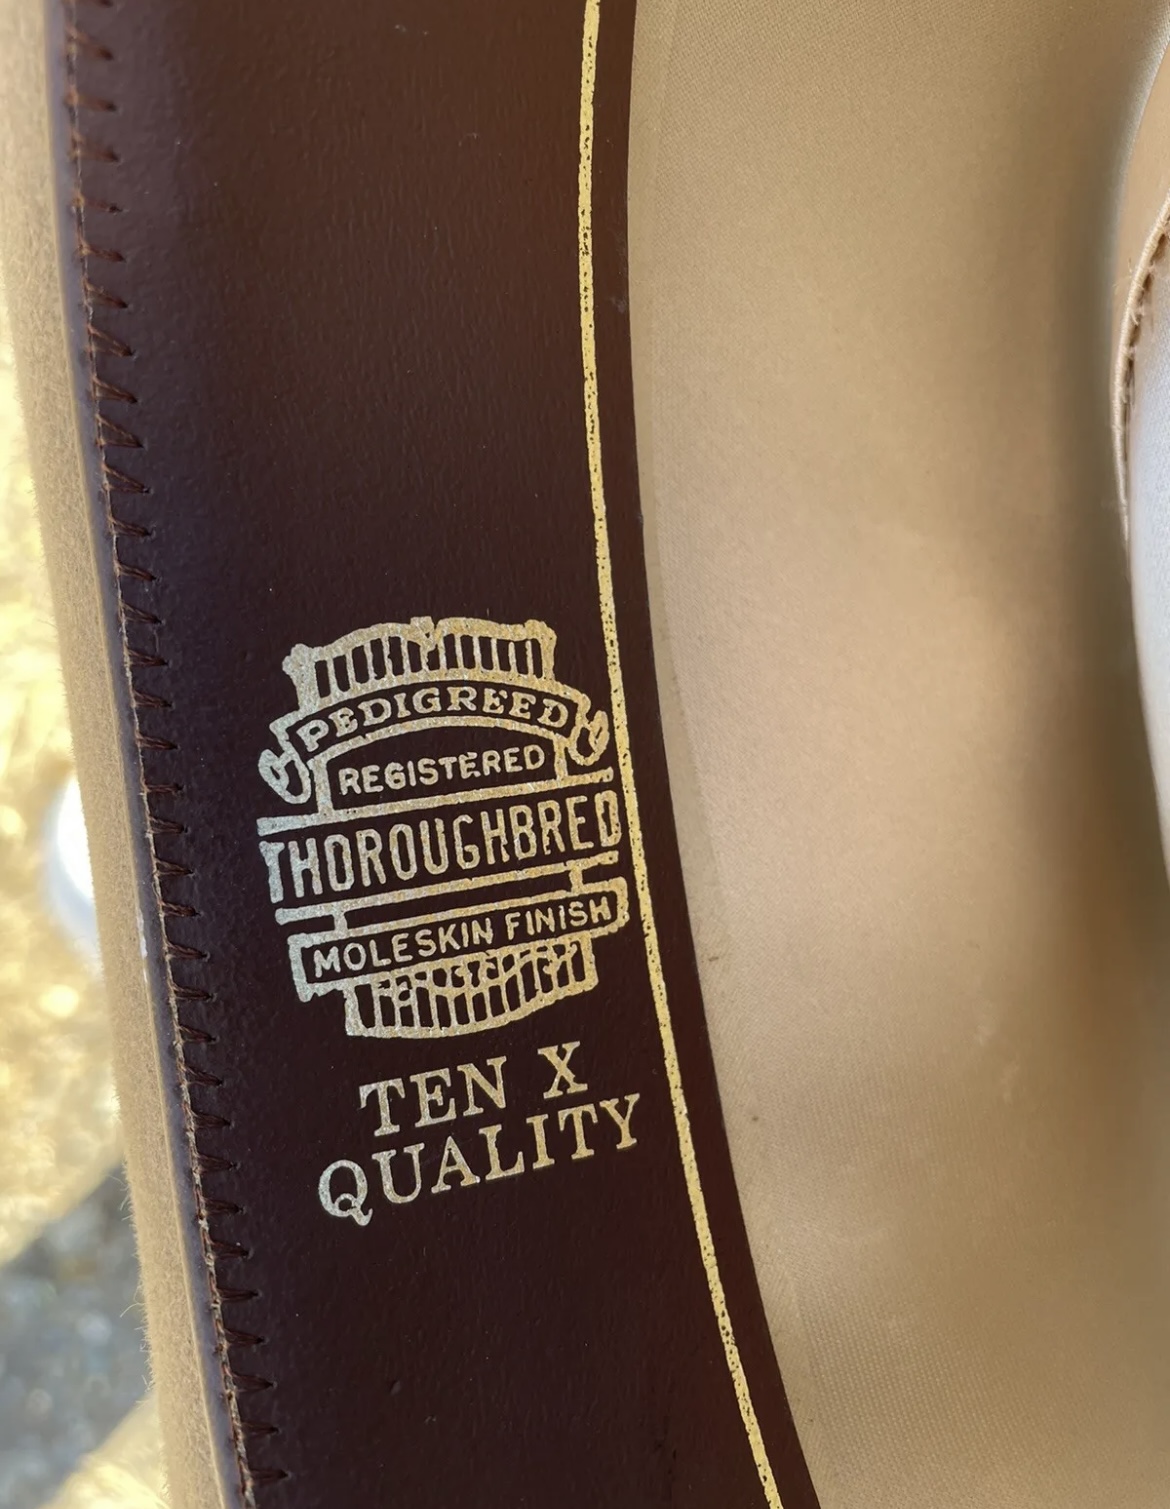 PEDIGREED
REGISTERED
THOROUGHBRED
MOLESKIN FINISH
TEN X
QUALITY